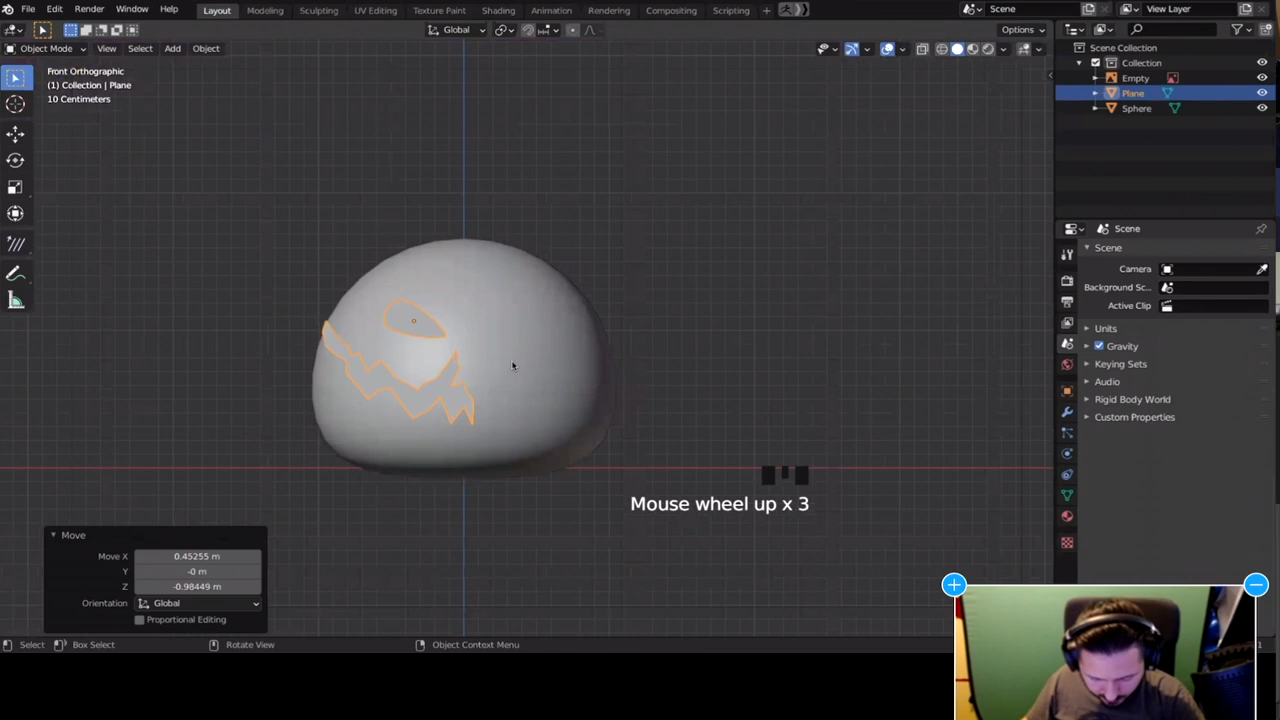 File Edit Render Window Help Layout Modeling Sculpting UV Editing Texture Paint Shading Animation Rendering Compositing Scripting + Scene View Layer
Global Options
Object Mode View Select Add Object
Front Orthographic
(1) Collection | Plane
10 Centimeters
Scene Collection
Collection
Empty
Plane
Sphere
Scene
Scene
Camera
Background Sc...
Active Clip
Units
Gravity
Keying Sets
Audio
Rigid Body World
Custom Properties
Mouse wheel up x 3
Move
Move X 0.45255 m
Y -0 m
Z -0.98449 m
Orientation Global
Proportional Editing
Select Box Select Rotate View Object Context Menu